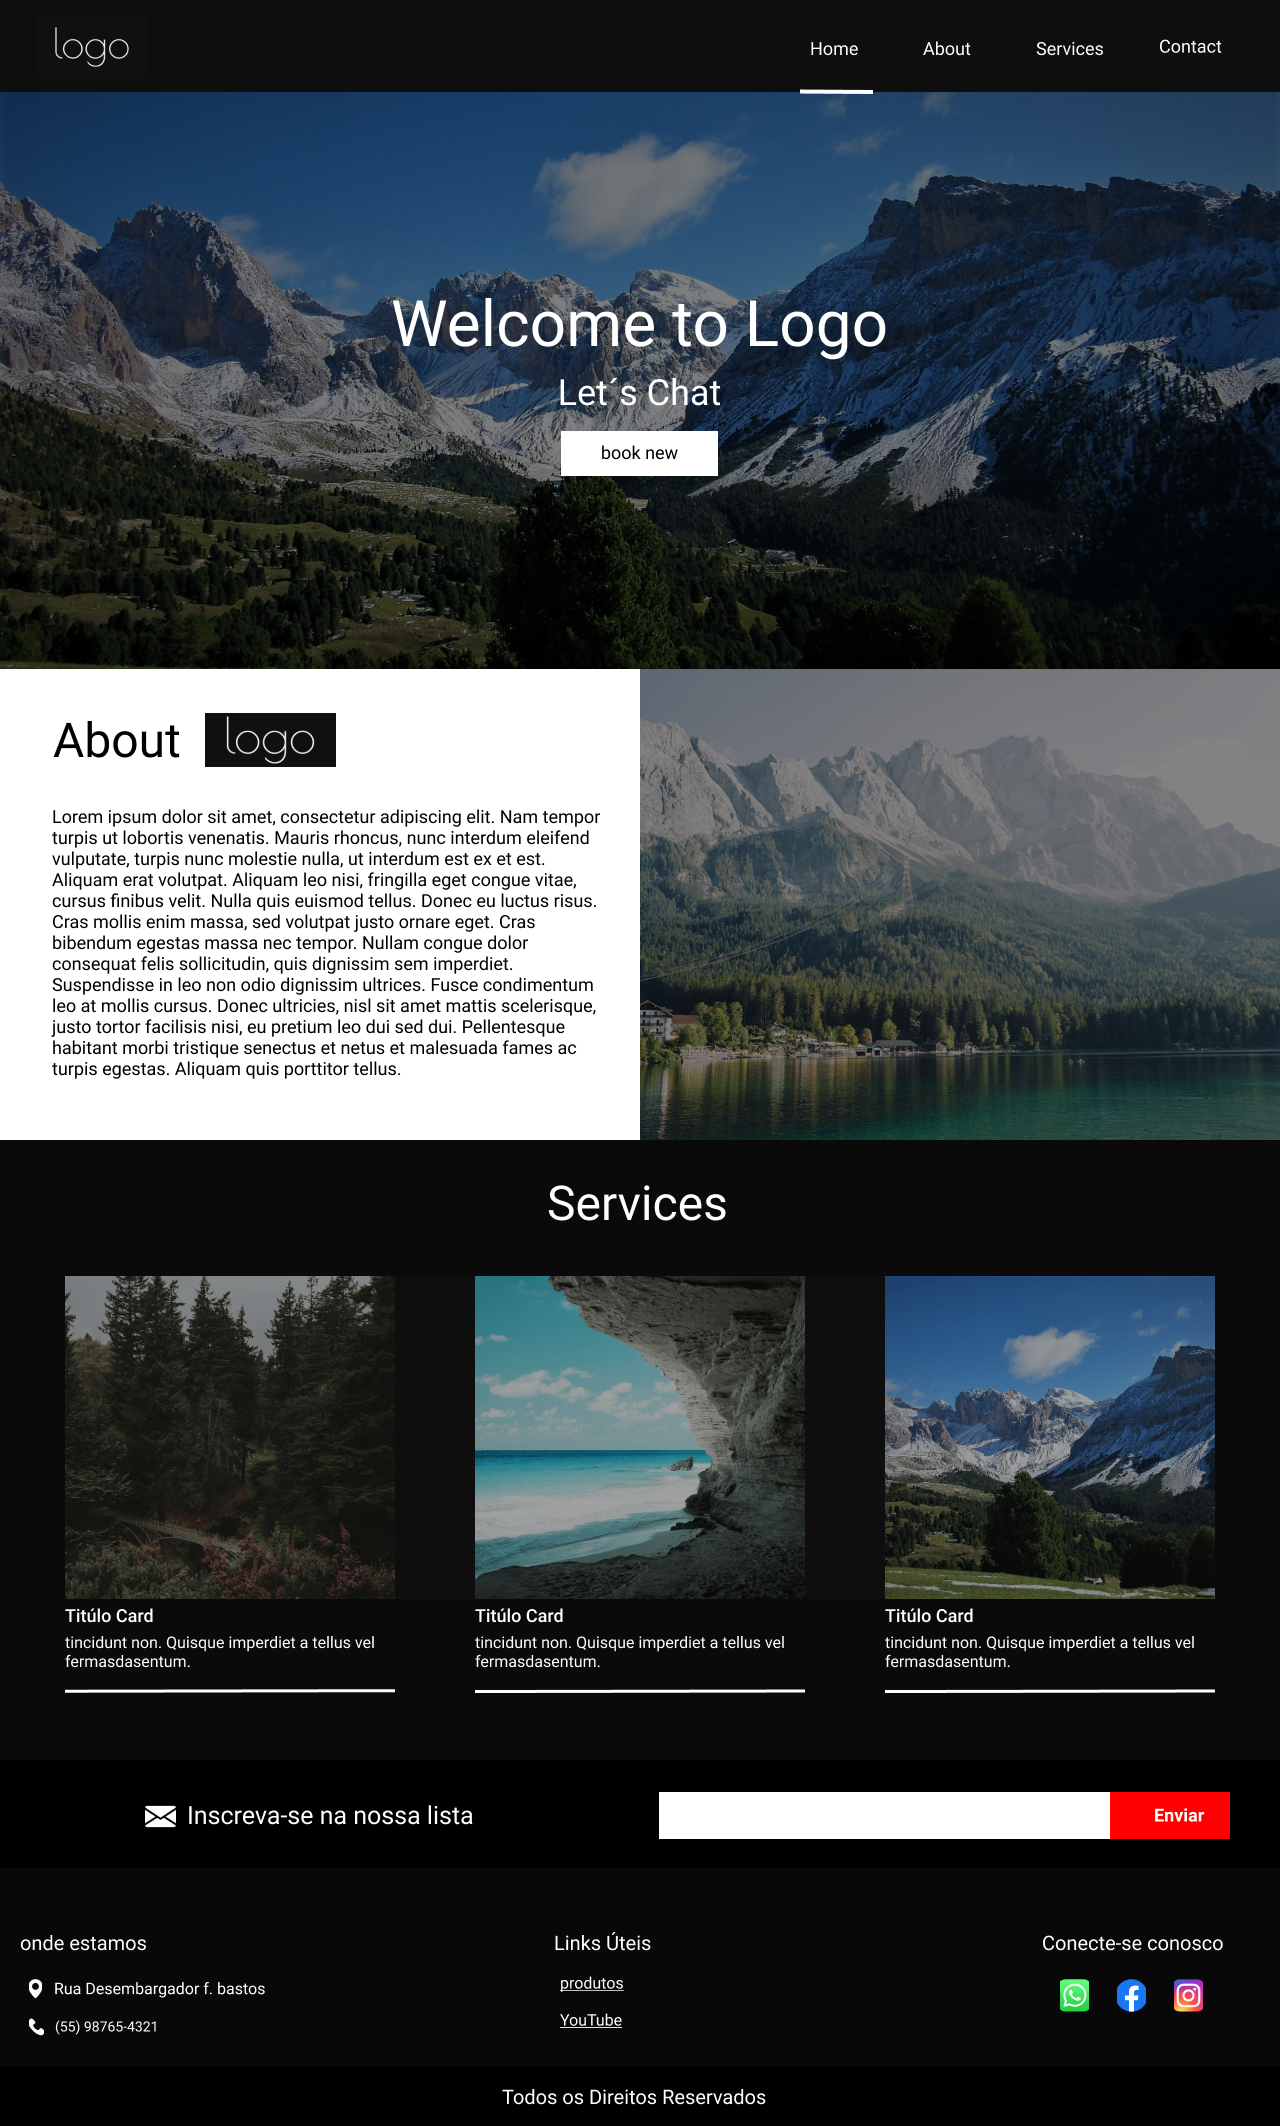 logo
Home
About
Services
Contact
Welcome to Logo
Let´s Chat
book new
About logo
Lorem ipsum dolor sit amet, consectetur adipiscing elit. Nam tempor
turpis ut lobortis venenatis. Mauris rhoncus, nunc interdum eleifend
vulputate, turpis nunc molestie nulla, ut interdum est ex et est.
Aliquam erat volutpat. Aliquam leo nisi, fringilla eget congue vitae,
cursus finibus velit. Nulla quis euismod tellus. Donec eu luctus risus.
Cras mollis enim massa, sed volutpat justo ornare eget. Cras
bibendum egestas massa nec tempor. Nullam congue dolor
consequat felis sollicitudin, quis dignissim sem imperdiet.
Suspendisse in leo non odio dignissim ultrices. Fusce condimentum
leo at mollis cursus. Donec ultricies, nisl sit amet mattis scelerisque,
justo tortor facilisis nisi, eu pretium leo dui sed dui. Pellentesque
habitant morbi tristique senectus et netus et malesuada fames ac
turpis egestas. Aliquam quis porttitor tellus.
Services
Titúlo Card
tincidunt non. Quisque imperdiet a tellus vel
fermasdasentum.
Titúlo Card
tincidunt non. Quisque imperdiet a tellus vel
fermasdasentum.
Titúlo Card
tincidunt non. Quisque imperdiet a tellus vel
fermasdasentum.
Inscreva-se na nossa lista
Enviar
onde estamos
Rua Desembargador f. bastos
(55) 98765-4321
Links Úteis
produtos
YouTube
Conecte-se conosco
Todos os Direitos Reservados